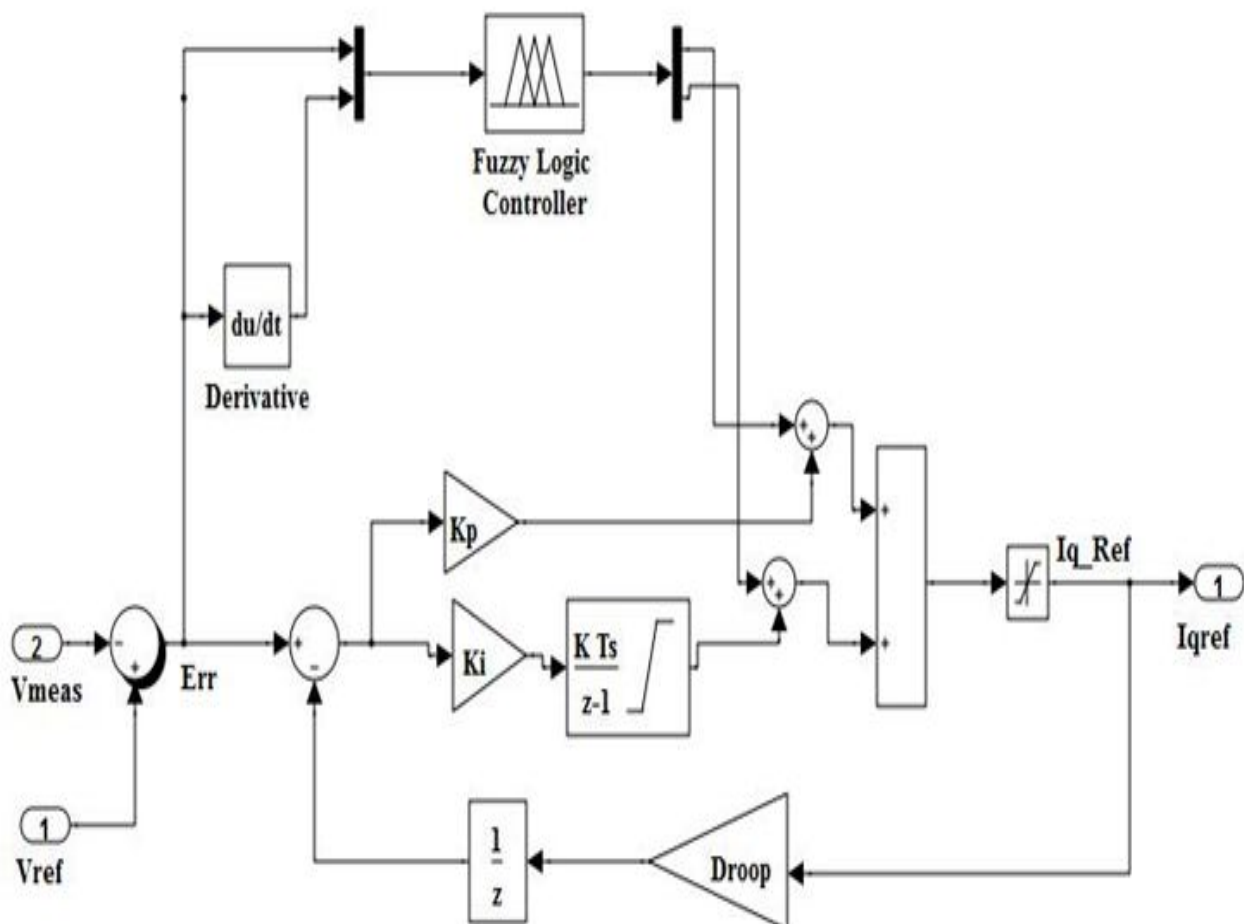 Fuzzy Logic
Controller
du/dt
Derivative
+
+
Kp
+
Iq_Ref
1
Iqref
2
Vmeas
-
+
Err
+
-
Ki
K Ts
z-1
+
+
+
1
Vref
1
z
Droop